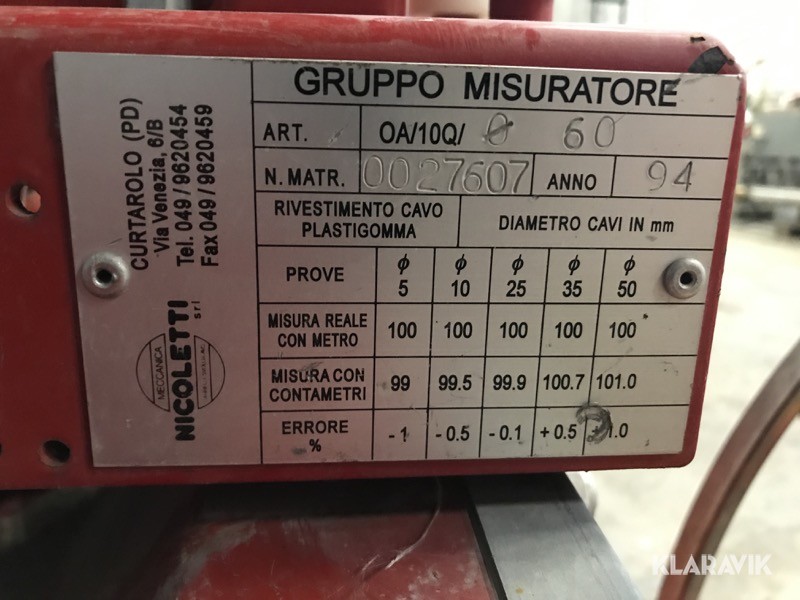 KLARAVIK
GRUPPO MISURATORE
ART. OA/10Q/ Ø 60
N. MATR. 0027607 ANNO 94
RIVESTIMENTO CAVO PLASTIGOMMA DIAMETRO CAVI IN mm
PROVE ϕ 5 ϕ 10 ϕ 25 ϕ 35 ϕ 50
MISURA REALE CON METRO 100 100 100 100 100
MISURA CON CONTAMETRI 99 99.5 99.9 100.7 101.0
ERRORE % - 1 - 0.5 - 0.1 + 0.5 + 1.0
CURTAROLO (PD)
Via Venezia, 6/B
Tel. 049/9620454
Fax 049/9620459
MECCANICA
NICOLETTI
srl
KLARAVIK